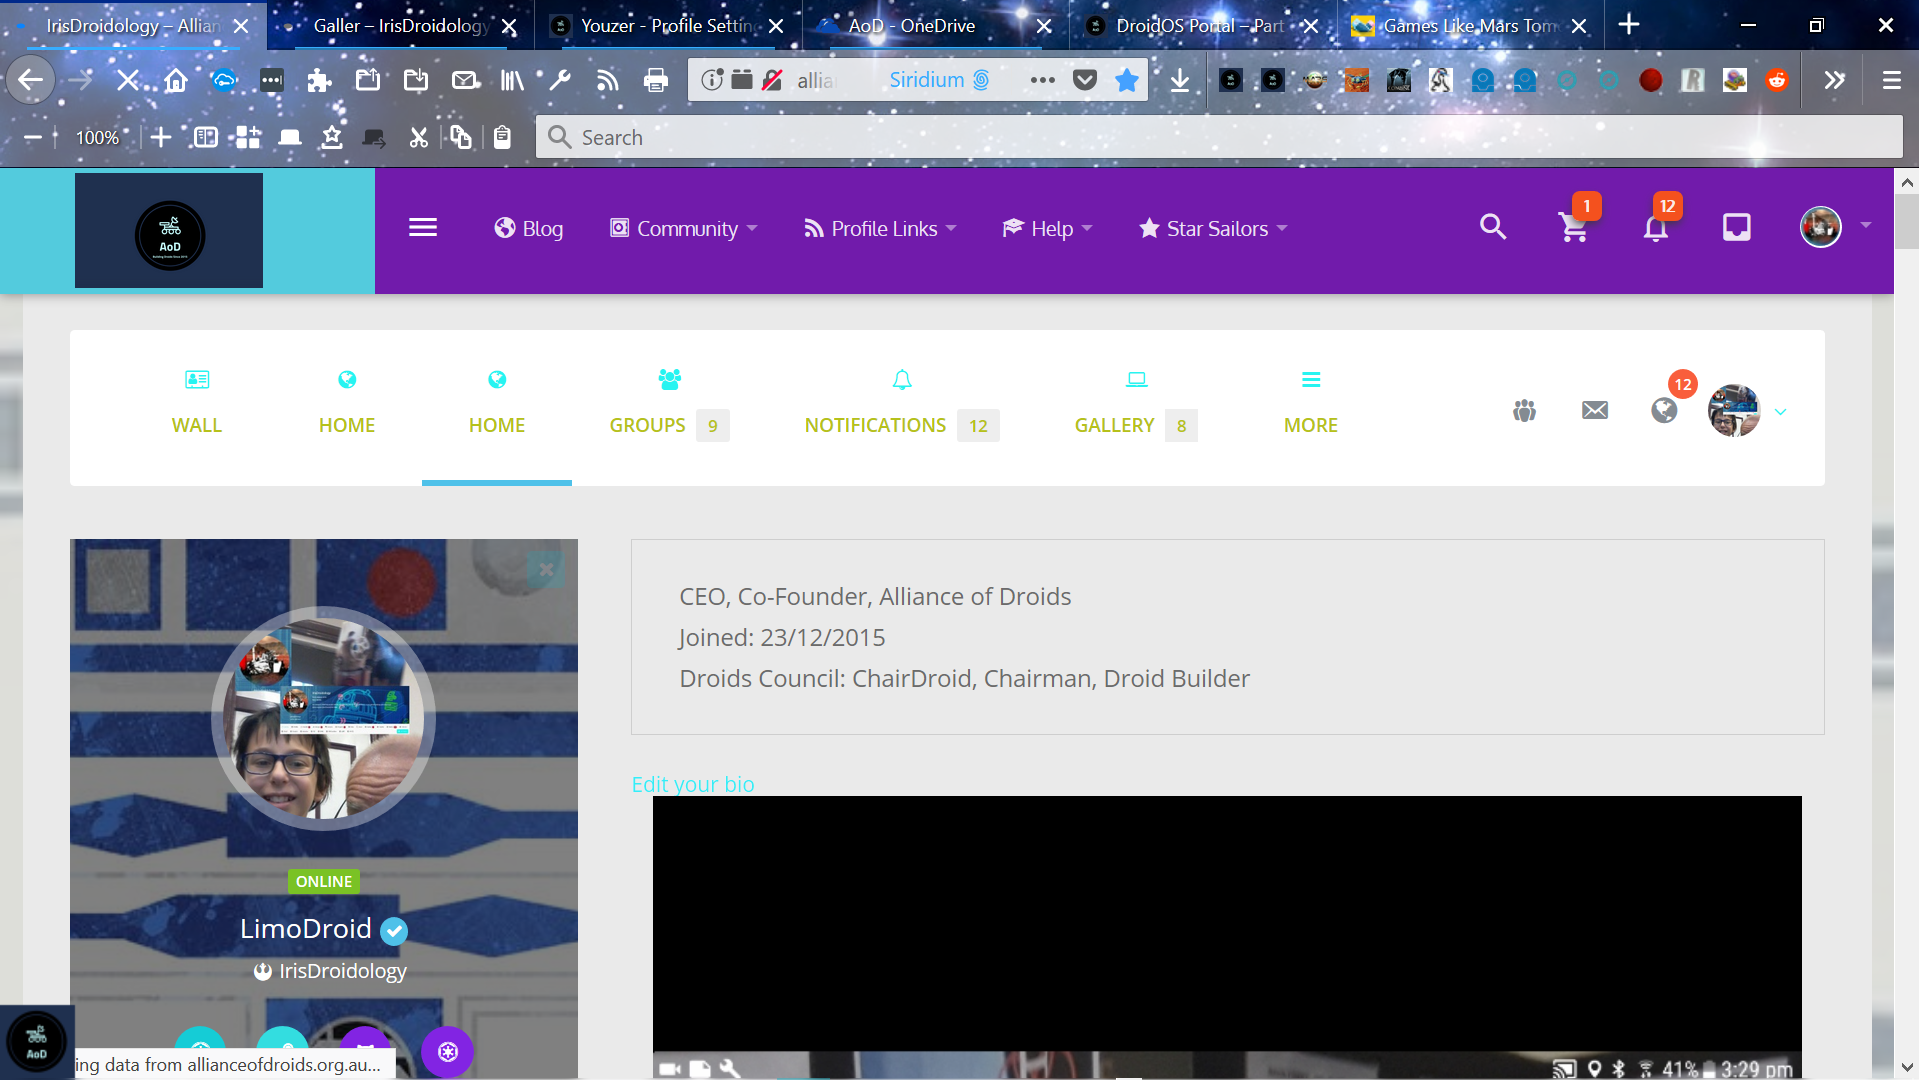 IrisDroidology – Allian
Galler – IrisDroidology
Youzer - Profile Settin
AoD - OneDrive
DroidOS Portal – Part
Games Like Mars Tom
allia
Siridium
100%
Search
AoD
Blog
Community
Profile Links
Help
Star Sailors
1
12
WALL
HOME
HOME
GROUPS 9
NOTIFICATIONS 12
GALLERY 8
MORE
12
CEO, Co-Founder, Alliance of Droids
Joined: 23/12/2015
Droids Council: ChairDroid, Chairman, Droid Builder
Edit your bio
ONLINE
LimoDroid
IrisDroidology
AoD
ing data from allianceofdroids.org.au...
41% 3:29 pm